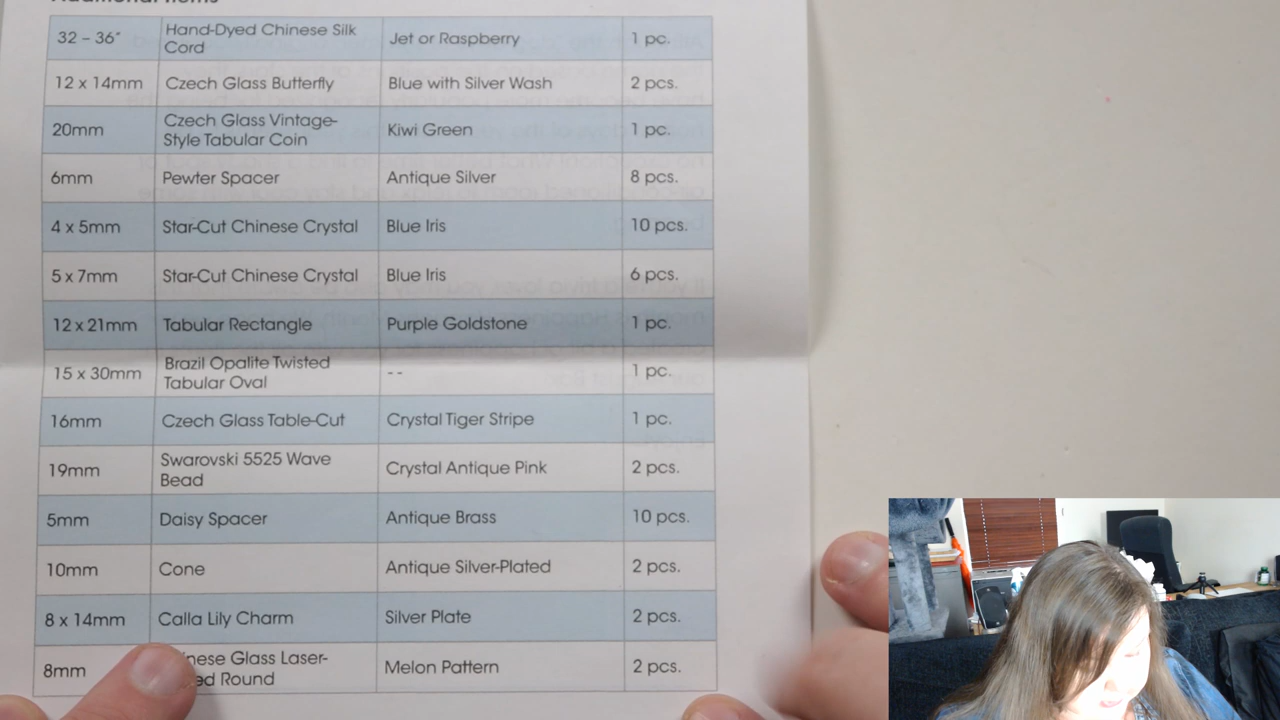 Additional Items
32 – 36" Hand-Dyed Chinese Silk Cord Jet or Raspberry 1 pc.
12 x 14mm Czech Glass Butterfly Blue with Silver Wash 2 pcs.
20mm Czech Glass Vintage-Style Tabular Coin Kiwi Green 1 pc.
6mm Pewter Spacer Antique Silver 8 pcs.
4 x 5mm Star-Cut Chinese Crystal Blue Iris 10 pcs.
5 x 7mm Star-Cut Chinese Crystal Blue Iris 6 pcs.
12 x 21mm Tabular Rectangle Purple Goldstone 1 pc.
15 x 30mm Brazil Opalite Twisted Tabular Oval -- 1 pc.
16mm Czech Glass Table-Cut Crystal Tiger Stripe 1 pc.
19mm Swarovski 5525 Wave Bead Crystal Antique Pink 2 pcs.
5mm Daisy Spacer Antique Brass 10 pcs.
10mm Cone Antique Silver-Plated 2 pcs.
8 x 14mm Calla Lily Charm Silver Plate 2 pcs.
8mm Glass Laser- Round Melon Pattern 2 pcs.